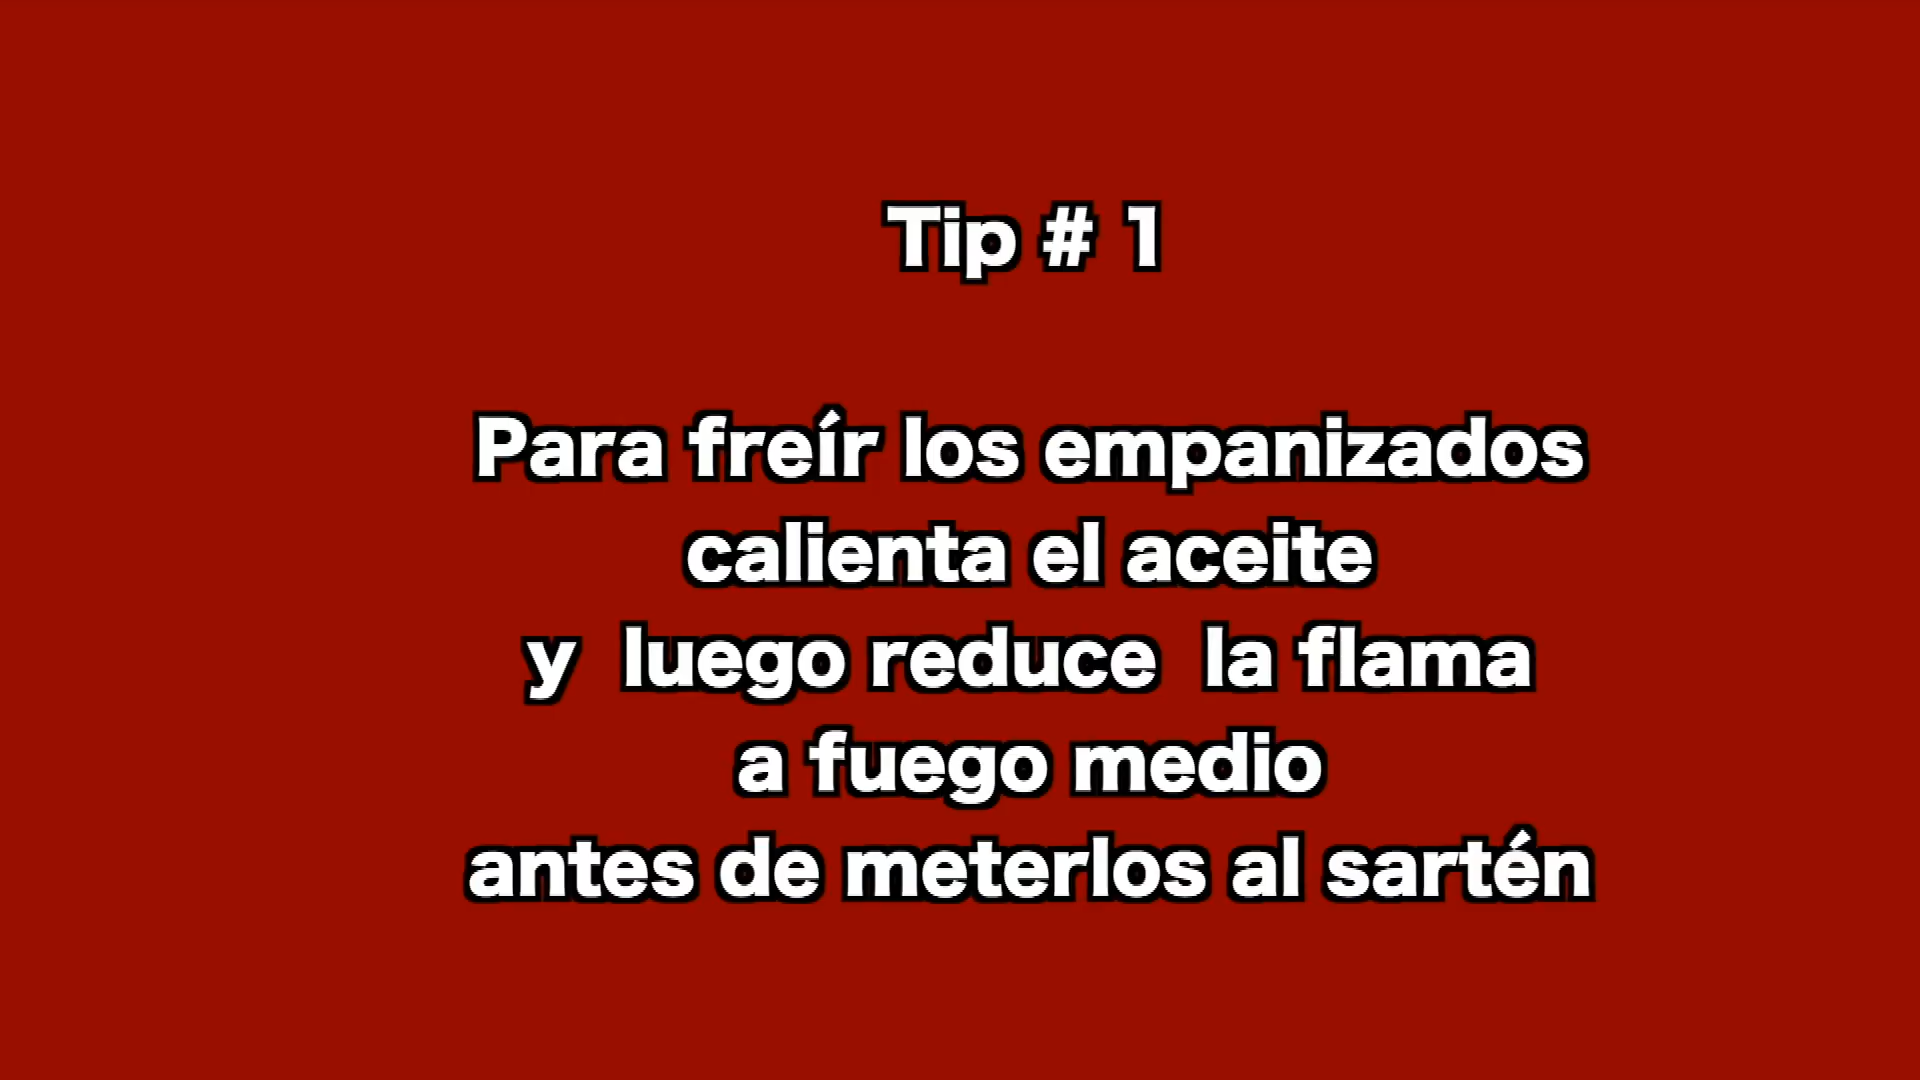 Tip # 1
Para freír los empanizados
calienta el aceite
y  luego reduce  la flama
a fuego medio
antes de meterlos al sartén